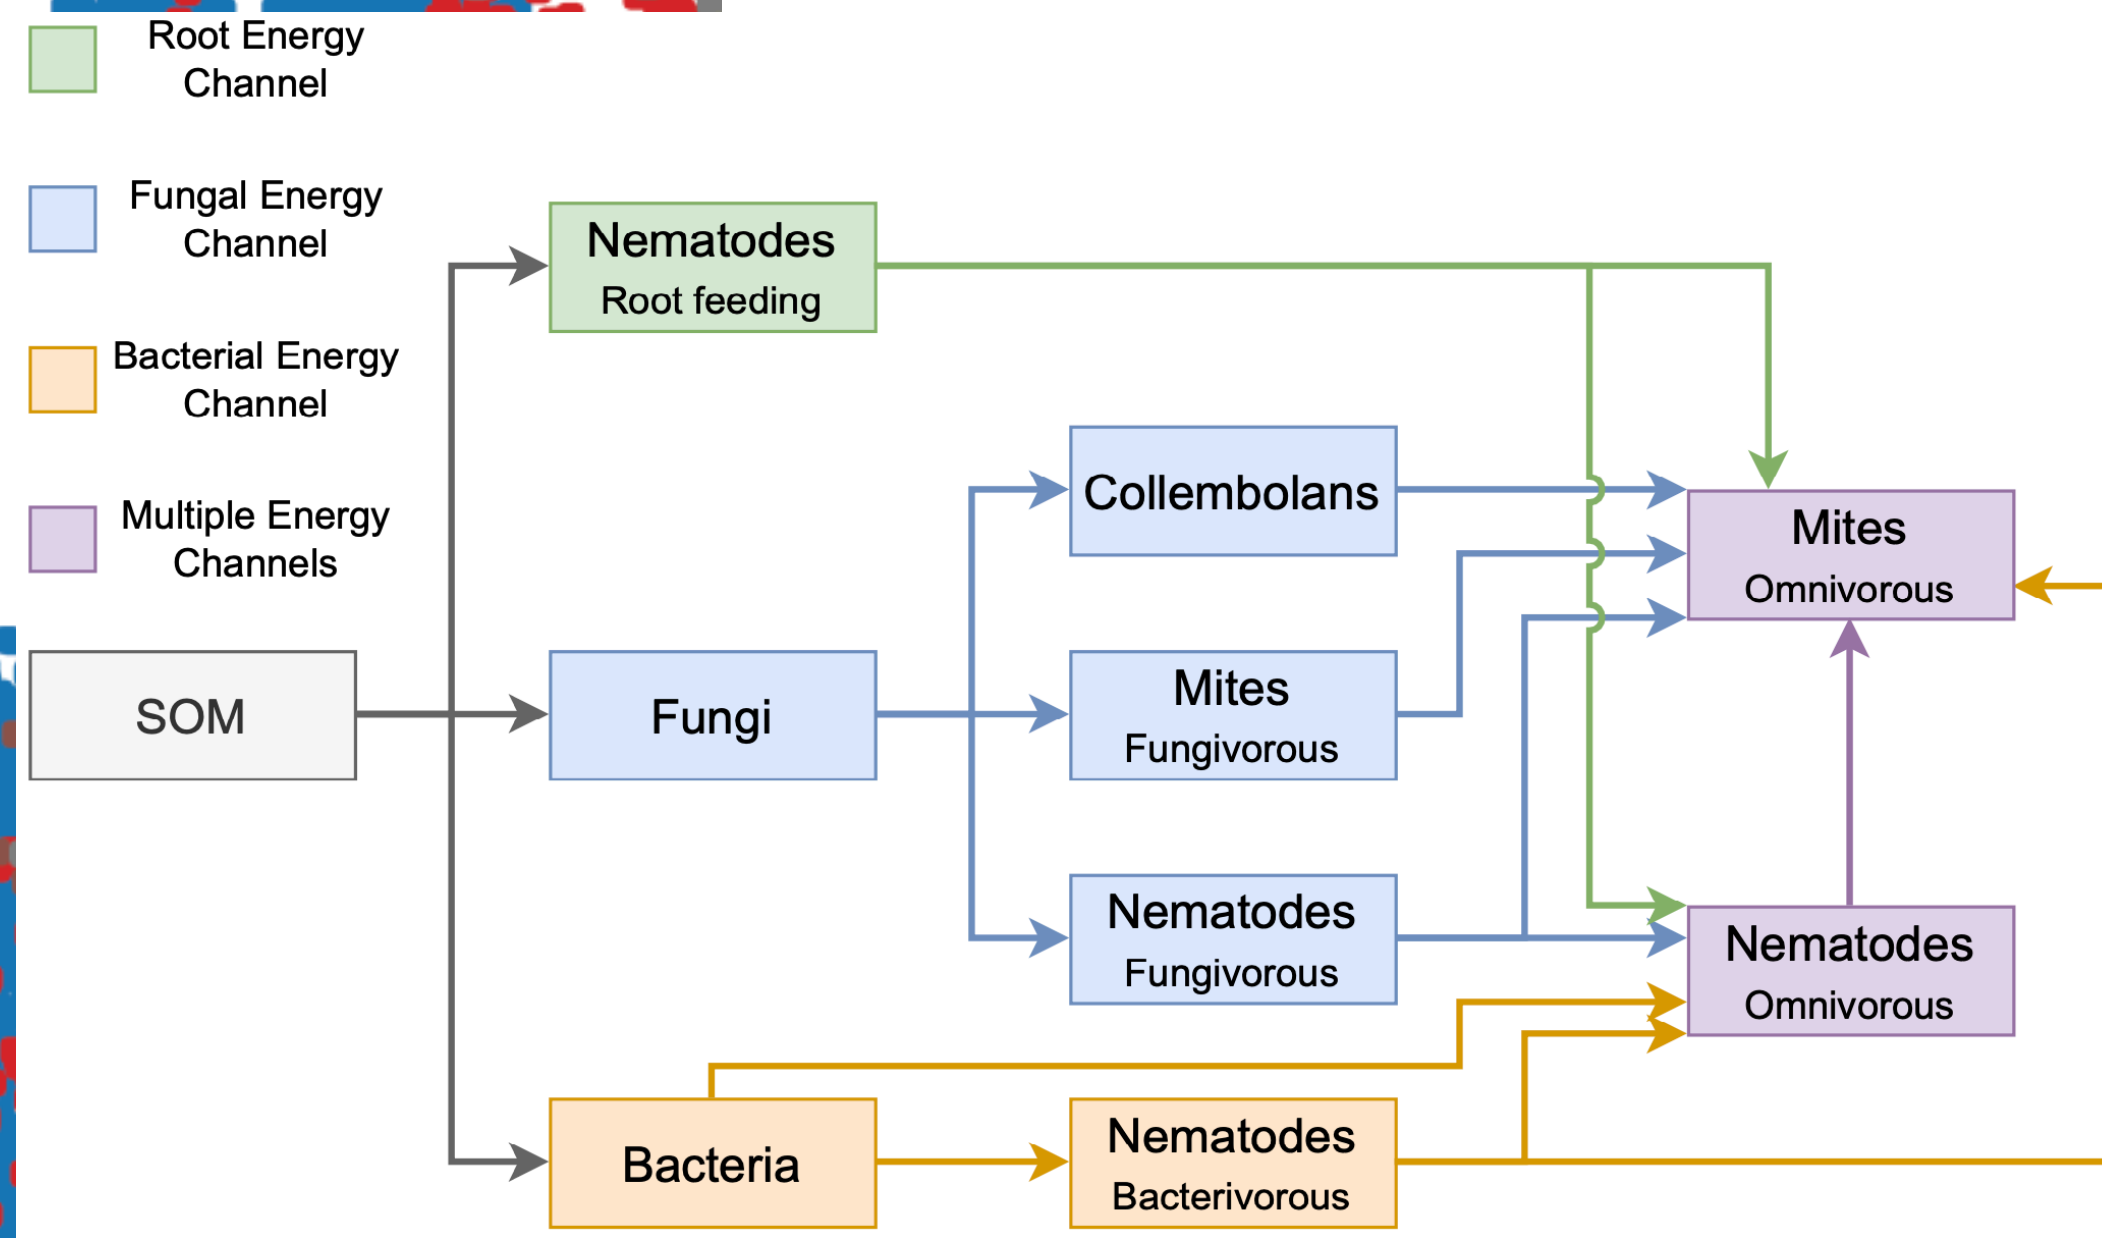 Root Energy
Channel
Fungal Energy
Channel
Bacterial Energy
Channel
Multiple Energy
Channels
SOM
Nematodes
Root feeding
Fungi
Bacteria
Collembolans
Mites
Fungivorous
Nematodes
Fungivorous
Nematodes
Bacterivorous
Mites
Omnivorous
Nematodes
Omnivorous